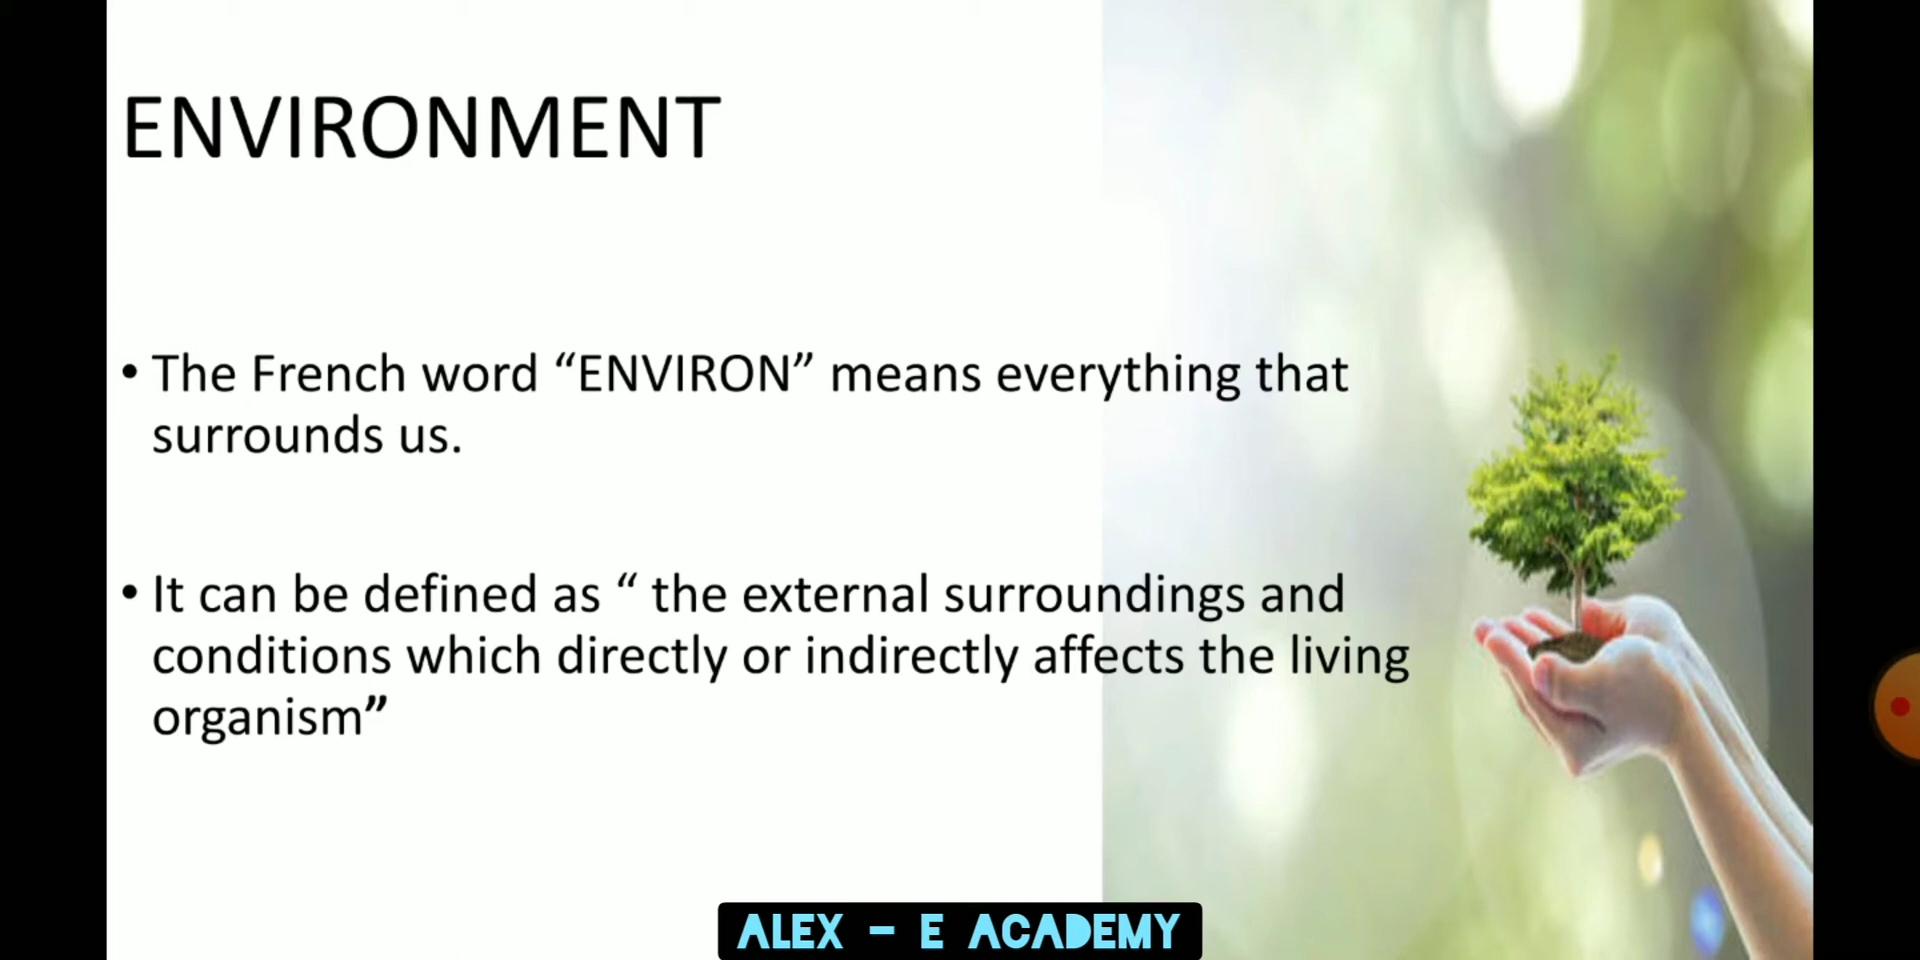 ENVIRONMENT
• The French word “ENVIRON” means everything that
surrounds us.
• It can be defined as “ the external surroundings and
conditions which directly or indirectly affects the living
organism”
ALEX – E ACADEMY